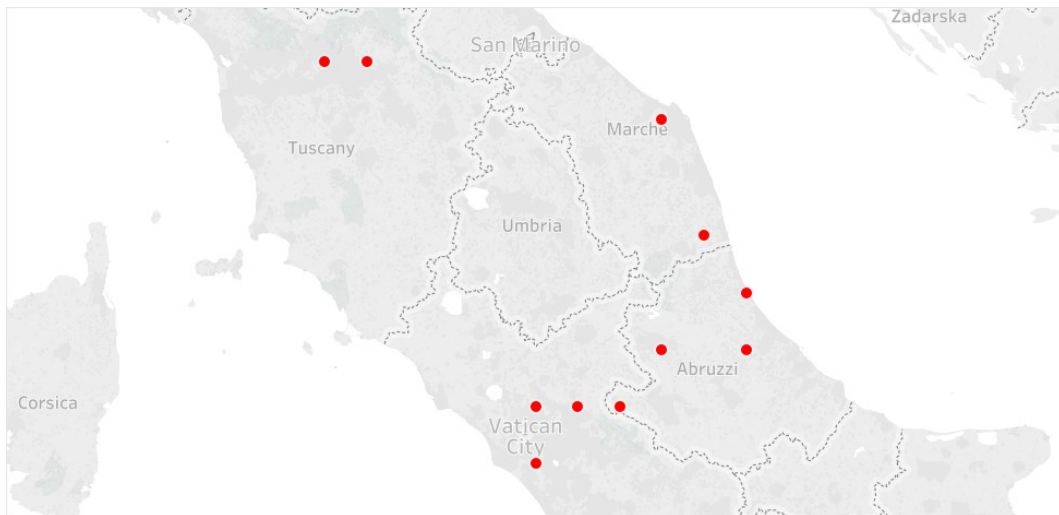 Zadarska
San Marino
Marche
Tuscany
Umbria
Abruzzi
Corsica
Vatican
City